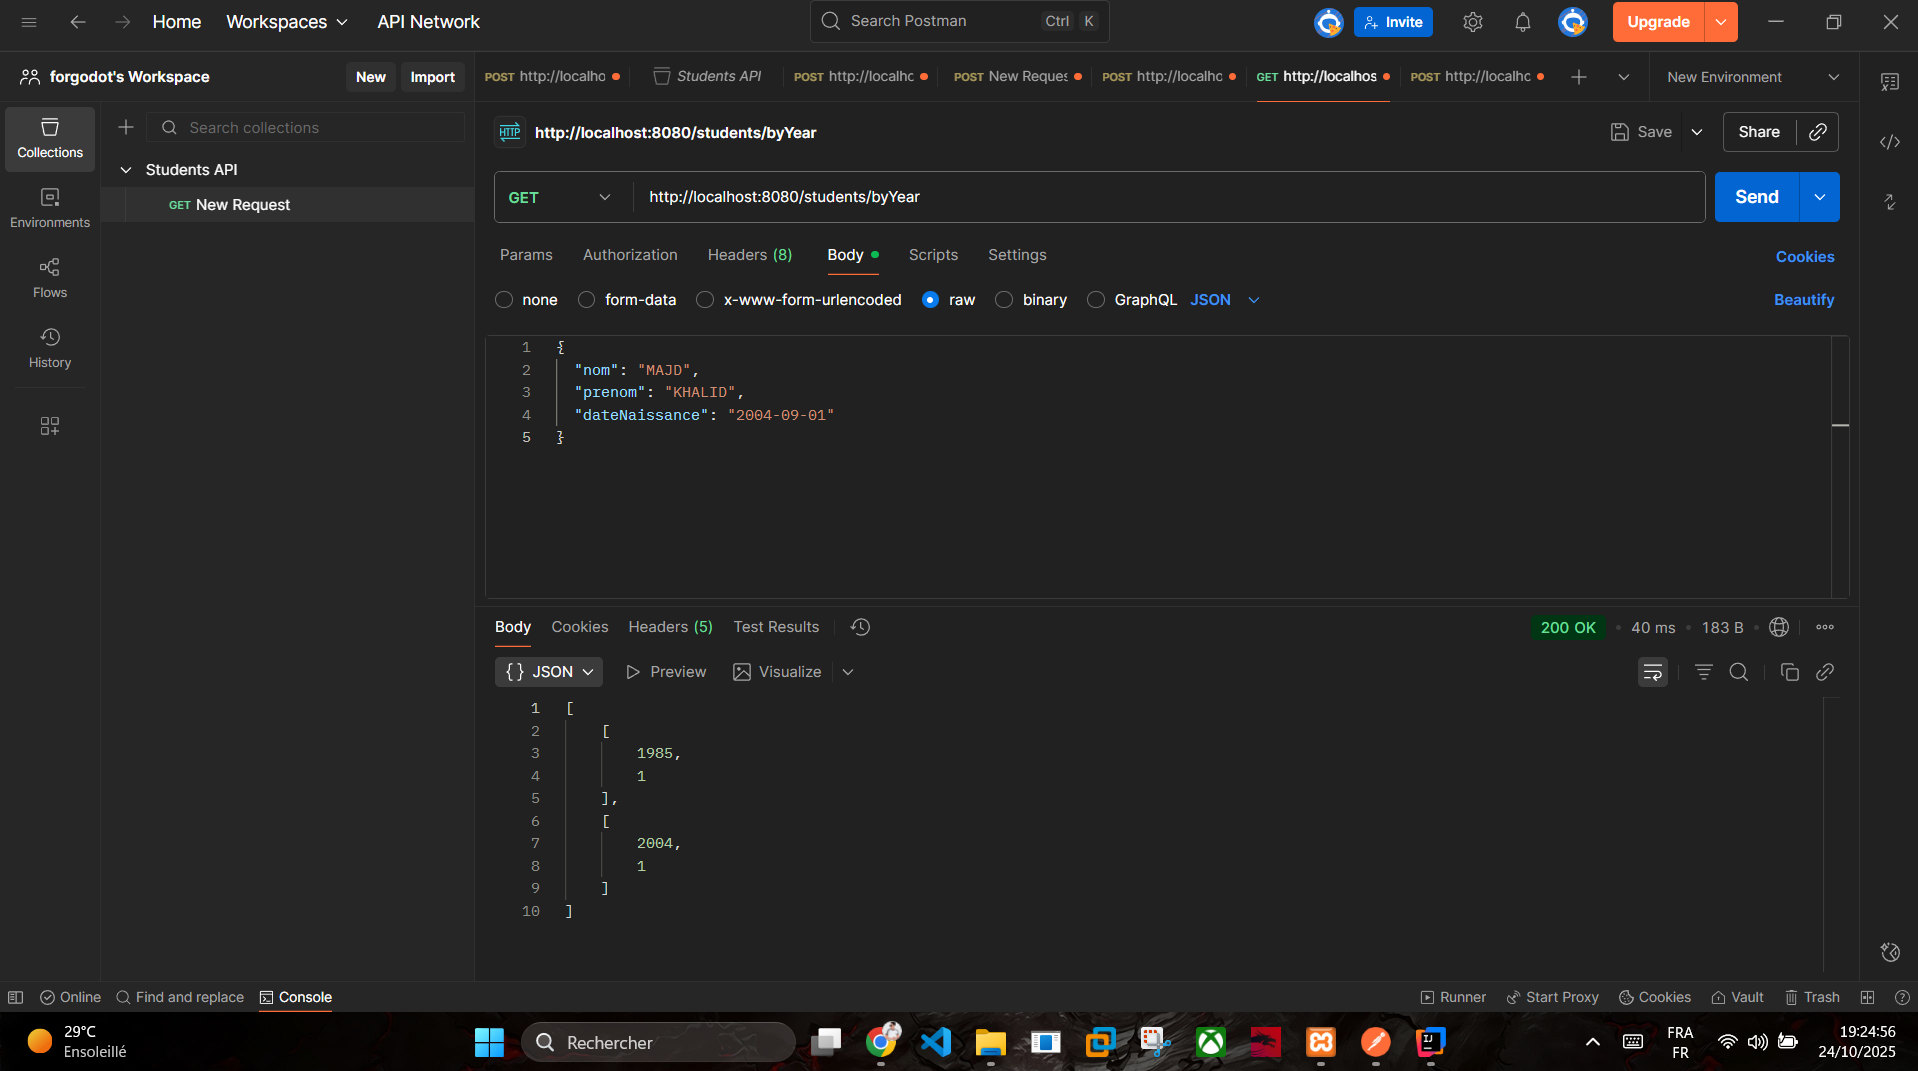 Home Workspaces API Network Search Postman Ctrl K Invite Upgrade
forgodot's Workspace New Import POST http://localho Students API POST http://localhc POST New Reques POST http://localhc GET http://localhos POST http://localhc New Environment
Search collections
Collections
Students API
GET New Request
Environments
Flows
History
http://localhost:8080/students/byYear Save Share
GET http://localhost:8080/students/byYear Send
Params Authorization Headers (8) Body Scripts Settings Cookies
none form-data x-www-form-urlencoded raw binary GraphQL JSON Beautify
1 {
2 "nom": "MAJD",
3 "prenom": "KHALID",
4 "dateNaissance": "2004-09-01"
5 }
Body Cookies Headers (5) Test Results 200 OK 40 ms 183 B
{} JSON Preview Visualize
1 [
2 [
3 1985,
4 1
5 ],
6 [
7 2004,
8 1
9 ]
10 ]
Online Find and replace Console Runner Start Proxy Cookies Vault Trash
29°C
Ensoleillé
Rechercher
FRA
FR
19:24:56
24/10/2025